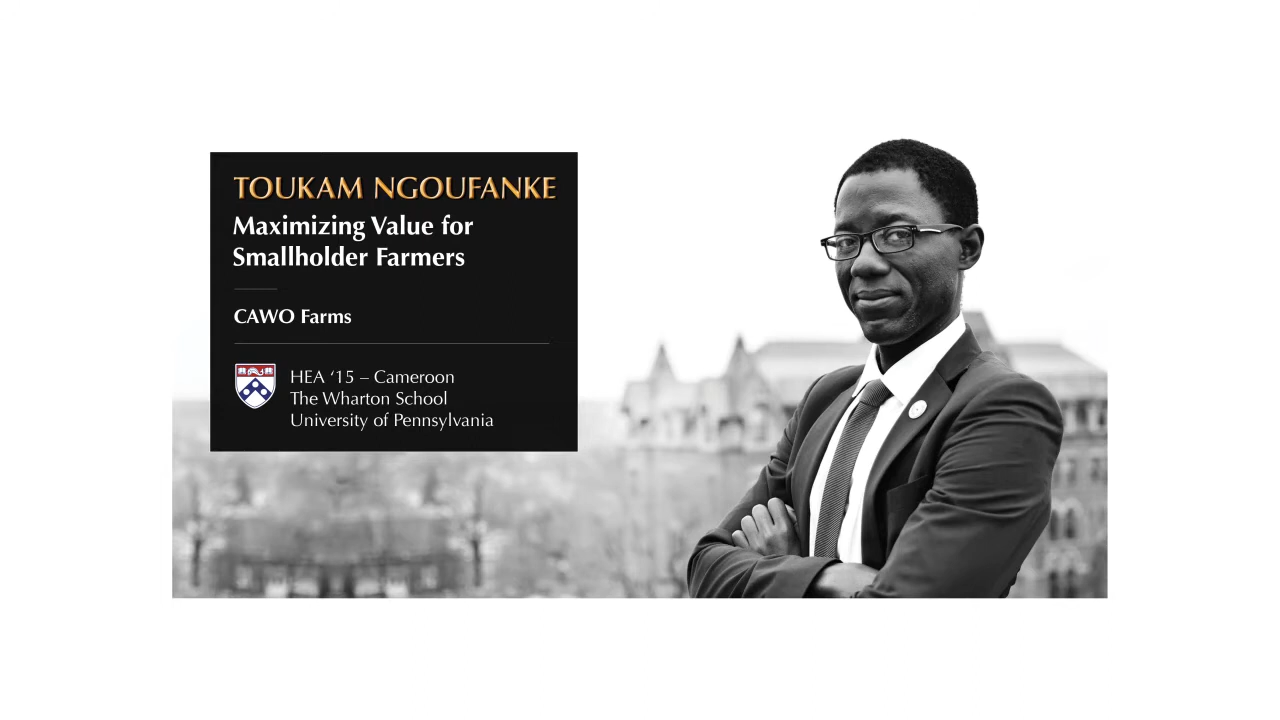 TOUKAM NGOUFANKE
Maximizing Value for
Smallholder Farmers
CAWO Farms
HEA ‘15 – Cameroon
The Wharton School
University of Pennsylvania